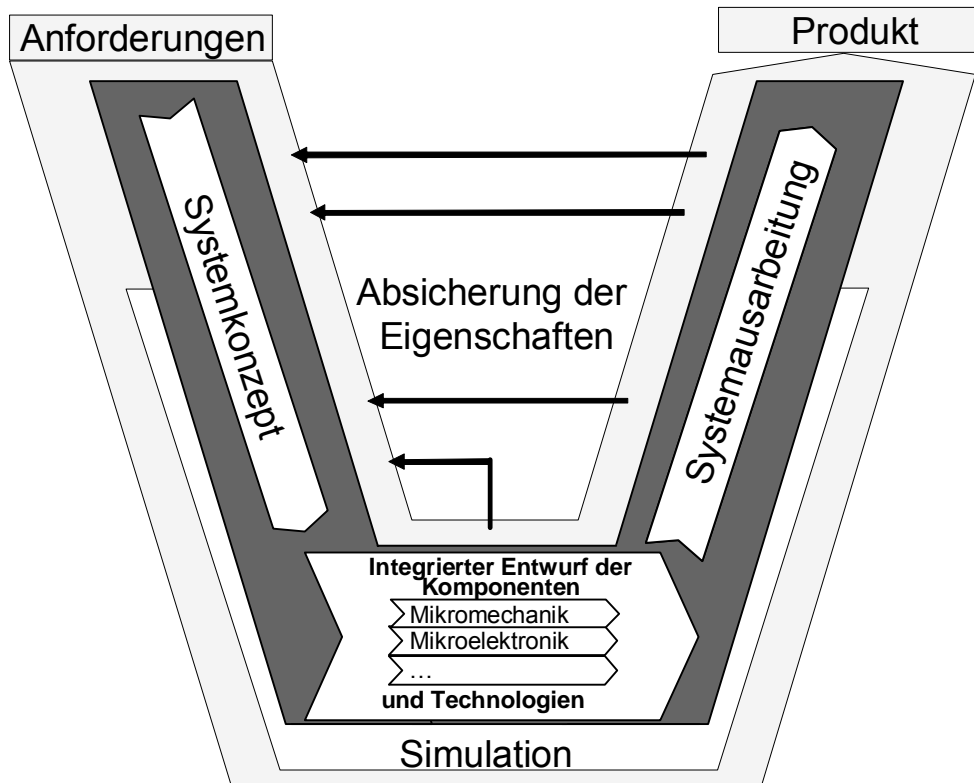 Anforderungen
Produkt
Systemkonzept
Absicherung der
Eigenschaften
Systemausarbeitung
Integrierter Entwurf der
Komponenten
Mikromechanik
Mikroelektronik
…
und Technologien
Simulation